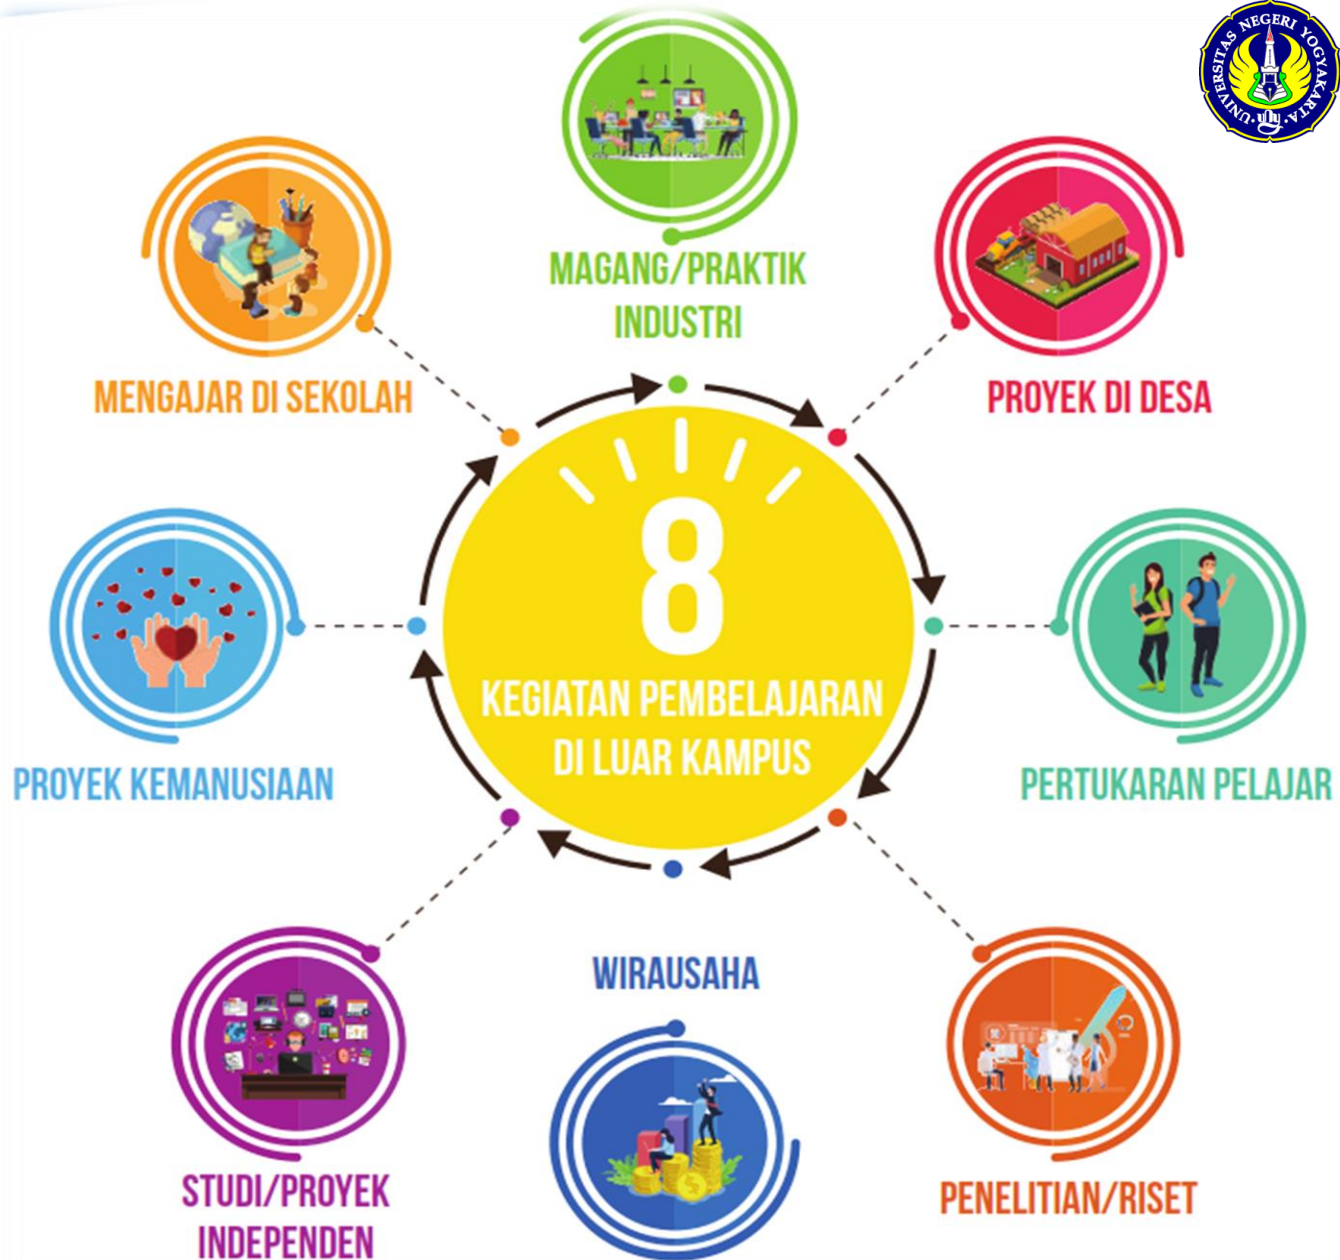 UNIVERSITAS NEGERI YOGYAKARTA
MAGANG/PRAKTIK
INDUSTRI
MENGAJAR DI SEKOLAH
PROYEK DI DESA
8
KEGIATAN PEMBELAJARAN
DI LUAR KAMPUS
PROYEK KEMANUSIAAN
PERTUKARAN PELAJAR
WIRAUSAHA
STUDI/PROYEK
INDEPENDEN
PENELITIAN/RISET